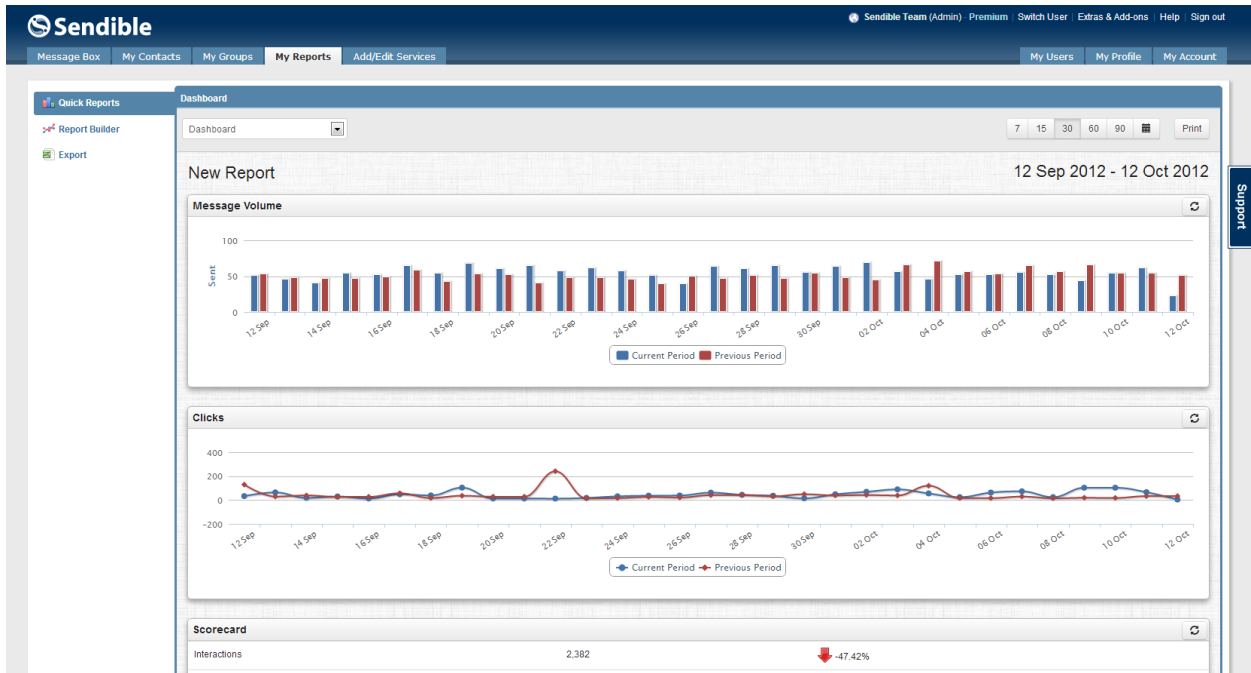 Sendible
Sendible Team (Admin) - Premium | Switch User | Extras & Add-ons | Help | Sign out
Message Box My Contacts My Groups My Reports Add/Edit Services My Users My Profile My Account
Quick Reports
Report Builder
Export
Dashboard
Dashboard 7 15 30 60 90 Print
New Report 12 Sep 2012 - 12 Oct 2012
Support
Message Volume
100
50
0
Sent
12 Sep 14 Sep 16 Sep 18 Sep 20 Sep 22 Sep 24 Sep 26 Sep 28 Sep 30 Sep 02 Oct 04 Oct 06 Oct 08 Oct 10 Oct 12 Oct
Current Period Previous Period
Clicks
400
200
0
-200
12 Sep 14 Sep 16 Sep 18 Sep 20 Sep 22 Sep 24 Sep 26 Sep 28 Sep 30 Sep 02 Oct 04 Oct 06 Oct 08 Oct 10 Oct 12 Oct
Current Period Previous Period
Scorecard
Interactions 2,382 -47.42%